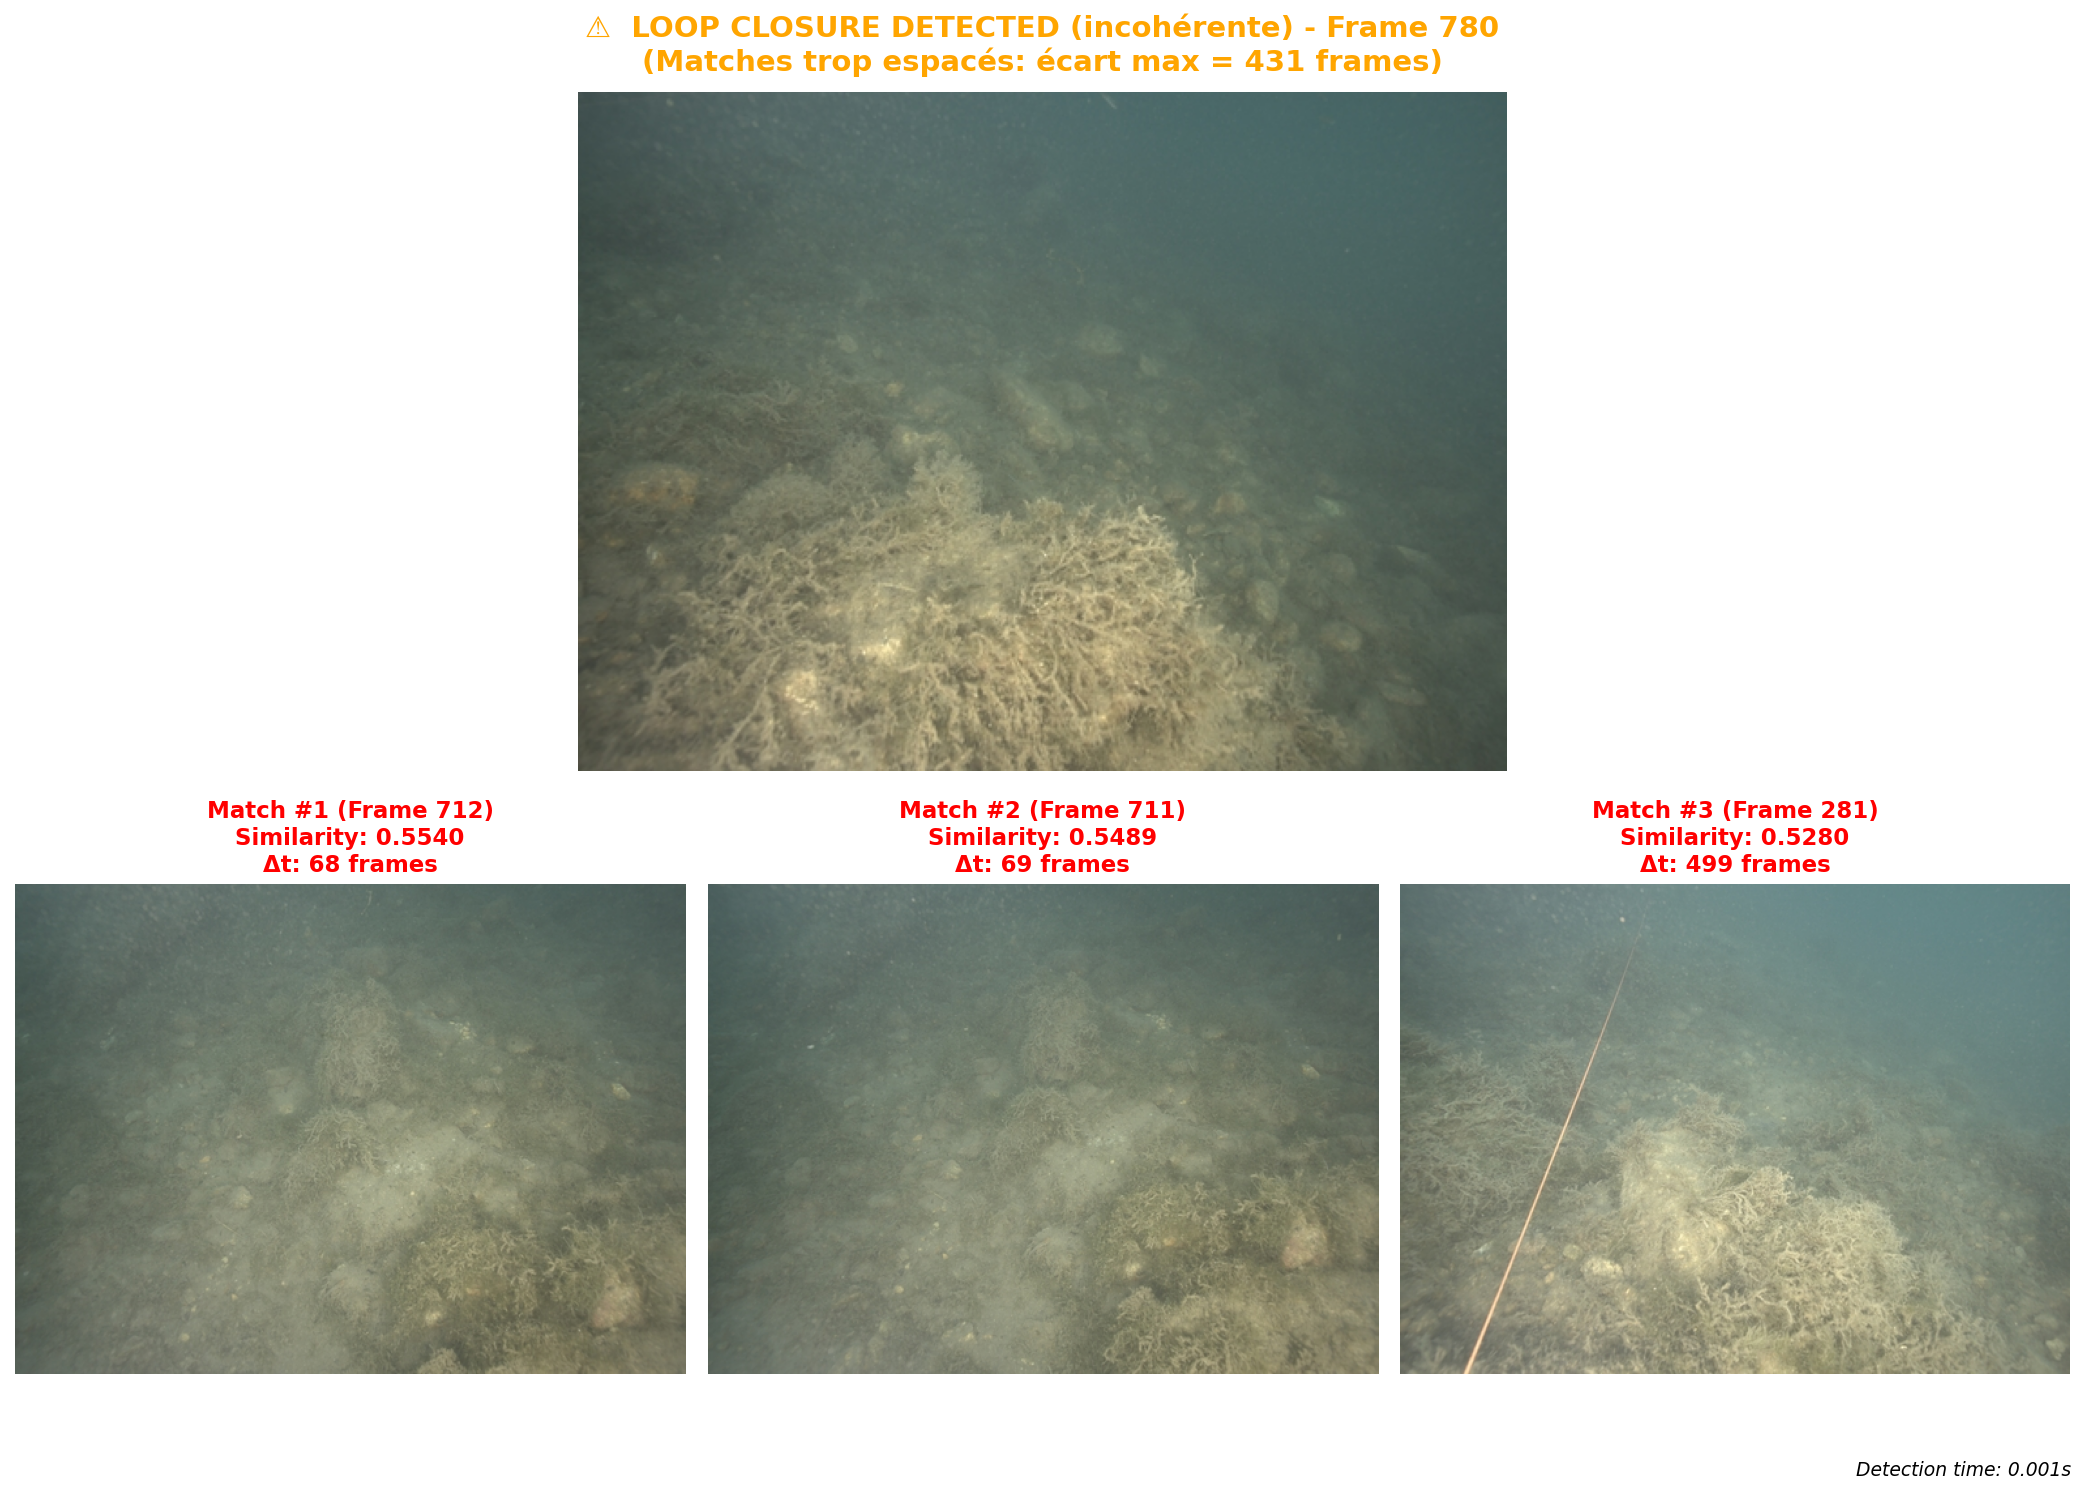 ⚠ LOOP CLOSURE DETECTED (incohérente) - Frame 780
(Matches trop espacés: écart max = 431 frames)
Match #1 (Frame 712)
Similarity: 0.5540
Δt: 68 frames
Match #2 (Frame 711)
Similarity: 0.5489
Δt: 69 frames
Match #3 (Frame 281)
Similarity: 0.5280
Δt: 499 frames
Detection time: 0.001s